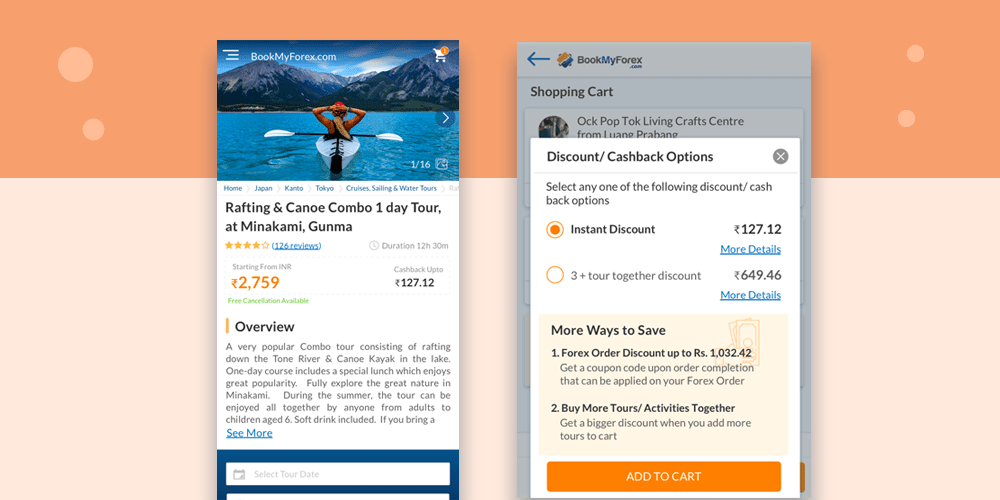 BookMyForex.com
1
1/16
Home
Japan
Kanto
Tokyo
Cruises, Sailing & Water Tours
Rafting & Canoe Combo 1 day Tour,
at Minakami, Gunma
(126 reviews)
Duration 12h 30m
Starting From INR
₹2,759
Cashback Upto
₹127.12
Free Cancellation Available
Overview
A very popular Combo tour consisting of rafting
down the Tone River & Canoe Kayak in the lake.
One-day course includes a special lunch which enjoys
great popularity. Fully explore the great nature in
Minakami. During the summer, the tour can be
enjoyed all together by anyone from adults to
children aged 6. Soft drink included. If you bring a
See More
Select Tour Date
BookMyForex
.com
Shopping Cart
Ock Pop Tok Living Crafts Centre
from Luang Prabang
Discount/ Cashback Options
Select any one of the following discount/ cash
back options
Instant Discount
₹127.12
More Details
3 + tour together discount
₹649.46
More Details
More Ways to Save
1. Forex Order Discount up to Rs. 1,032.42
Get a coupon code upon order completion
that can be applied on your Forex Order
2. Buy More Tours/ Activities Together
Get a bigger discount when you add more
tours to cart
ADD TO CART